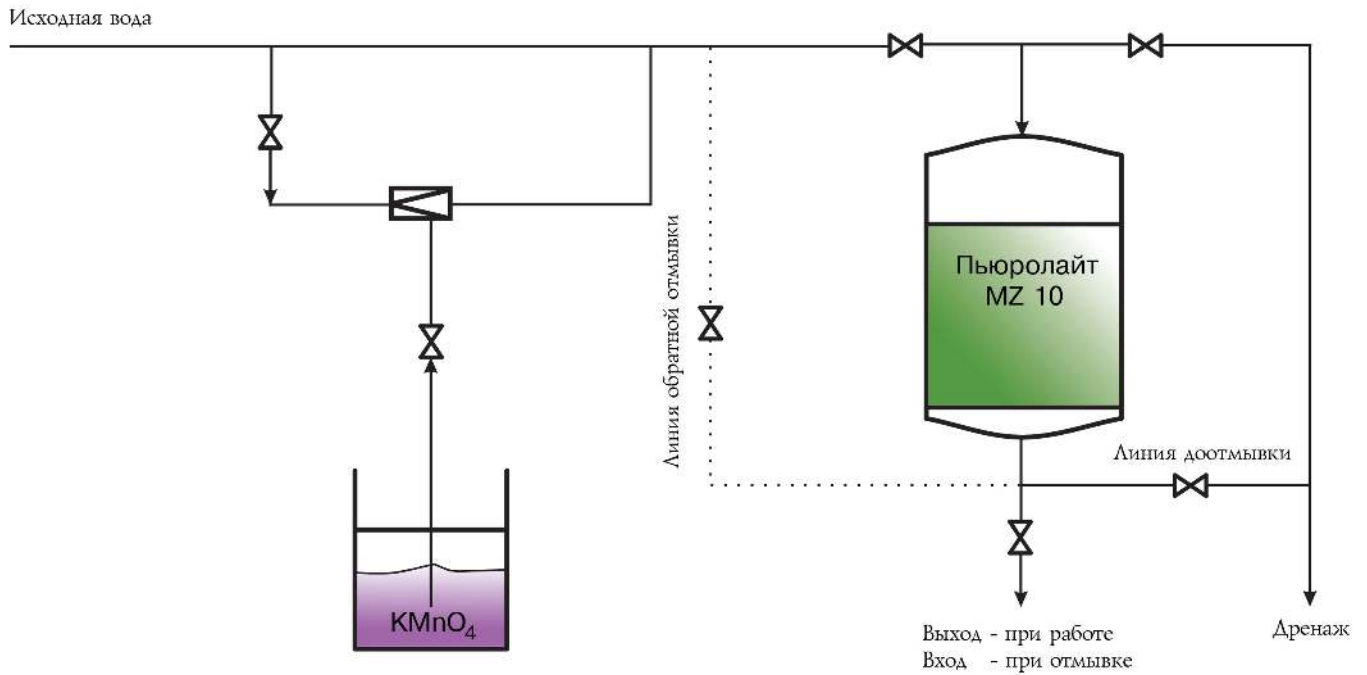 Исходная вода
Линия обратной отмывки
Пьюролайт
MZ 10
Линия доотмывки
KMnO4
Выход - при работе
Вход - при отмывке
Дренаж